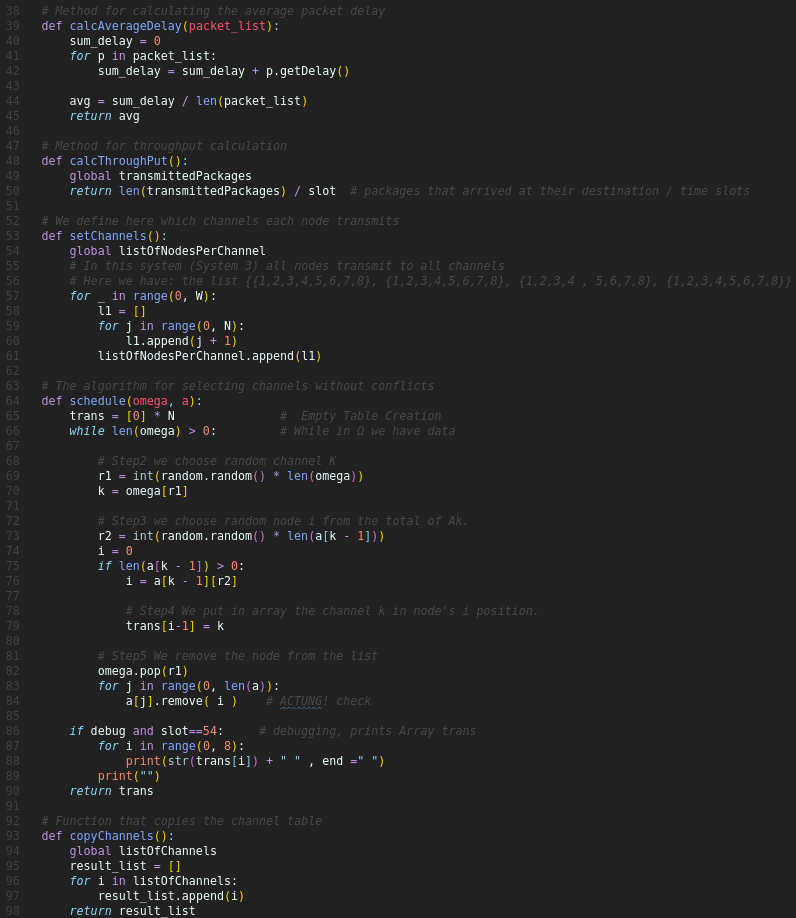 38 # Method for calculating the average packet delay
39 def calcAverageDelay(packet_list):
40     sum_delay = 0
41     for p in packet_list:
42         sum_delay = sum_delay + p.getDelay()
43
44     avg = sum_delay / len(packet_list)
45     return avg
46
47 # Method for throughput calculation
48 def calcThroughPut():
49     global transmittedPackages
50     return len(transmittedPackages) / slot  # packages that arrived at their destination / time slots
51
52 # We define here which channels each node transmits
53 def setChannels():
54     global listOfNodesPerChannel
55     # In this system (System 3) all nodes transmit to all channels
56     # Here we have: the list {{1,2,3,4,5,6,7,8}, {1,2,3,4,5,6,7,8}, {1,2,3,4 , 5,6,7,8}, {1,2,3,4,5,6,7,8}}
57     for _ in range(0, W):
58         l1 = []
59         for j in range(0, N):
60             l1.append(j + 1)
61         listOfNodesPerChannel.append(l1)
62
63 # The algorithm for selecting channels without conflicts
64 def schedule(omega, a):
65     trans = [0] * N               #  Empty Table Creation
66     while len(omega) > 0:         # While in Ω we have data
67
68         # Step2 we choose random channel K
69         r1 = int(random.random() * len(omega))
70         k = omega[r1]
71
72         # Step3 we choose random node i from the total of Ak.
73         r2 = int(random.random() * len(a[k - 1]))
74         i = 0
75         if len(a[k - 1]) > 0:
76             i = a[k - 1][r2]
77
78             # Step4 We put in array the channel k in node's i position.
79             trans[i-1] = k
80
81         # Step5 We remove the node from the list
82         omega.pop(r1)
83         for j in range(0, len(a)):
84             a[j].remove( i )    # ACTUNG! check
85
86     if debug and slot==54:     # debugging, prints Array trans
87         for i in range(0, 8):
88             print(str(trans[i]) + " " , end =" ")
89         print("")
90     return trans
91
92 # Function that copies the channel table
93 def copyChannels():
94     global listOfChannels
95     result_list = []
96     for i in listOfChannels:
97         result_list.append(i)
98     return result_list